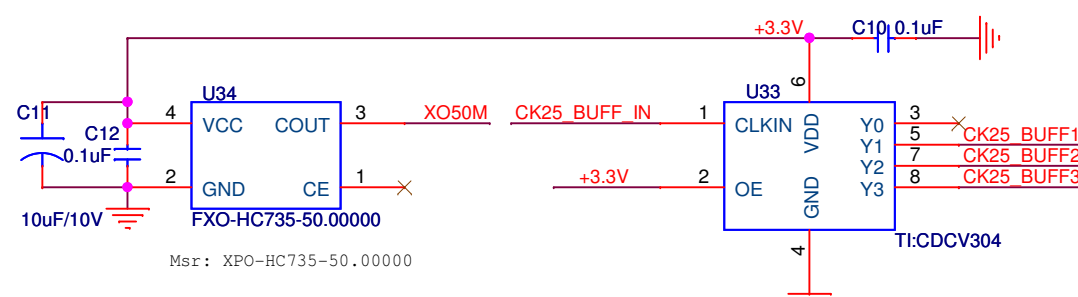 +3.3V
C10 0.1uF
C11
U34
U33
6
4
VCC
COUT
3
XO50M
CK25_BUFF_IN
1
CLKIN
VDD
Y0
3
C12
0.1uF
Y1
5
CK25_BUFF1
Y2
7
CK25_BUFF2
2
GND
CE
1
+3.3V
2
OE
GND
Y3
8
CK25_BUFF3
10uF/10V
FXO-HC735-50.00000
4
TI:CDCV304
Msr: XPO-HC735-50.00000